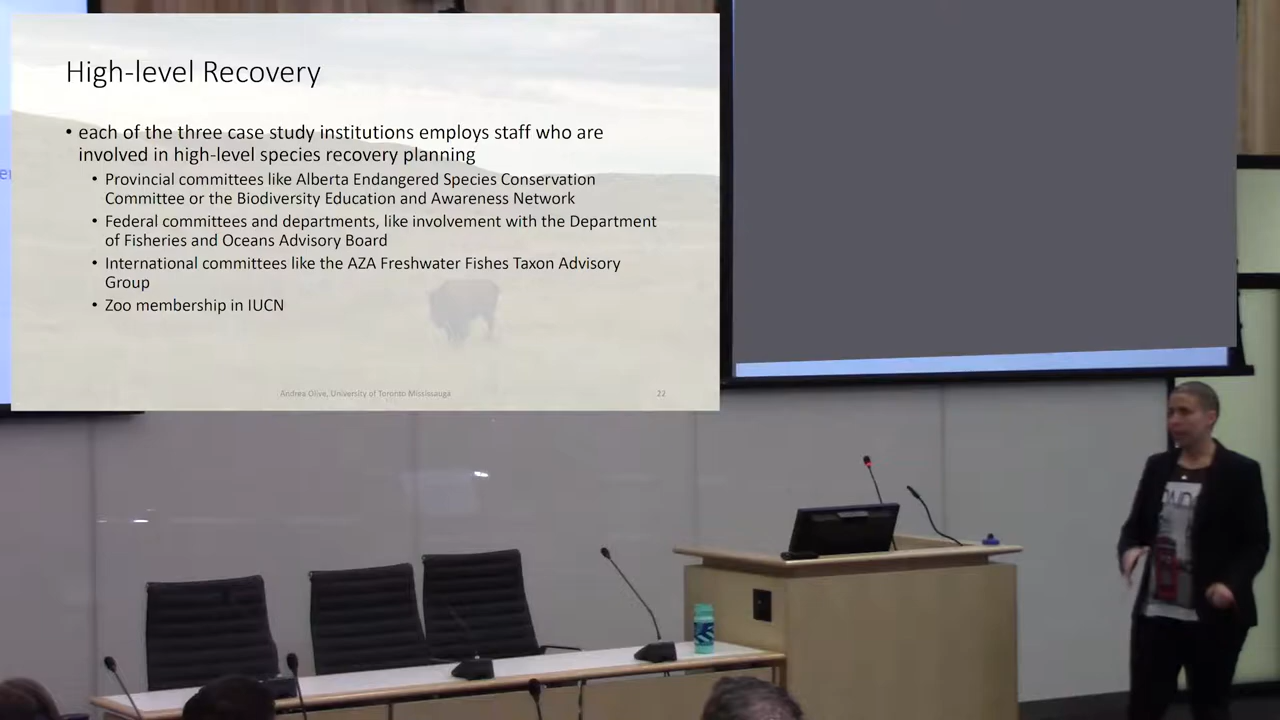 High-level Recovery
• each of the three case study institutions employs staff who are
involved in high-level species recovery planning
• Provincial committees like Alberta Endangered Species Conservation
Committee or the Biodiversity Education and Awareness Network
• Federal committees and departments, like involvement with the Department
of Fisheries and Oceans Advisory Board
• International committees like the AZA Freshwater Fishes Taxon Advisory
Group
• Zoo membership in IUCN
Andrea Olive, University of Toronto Mississauga
22